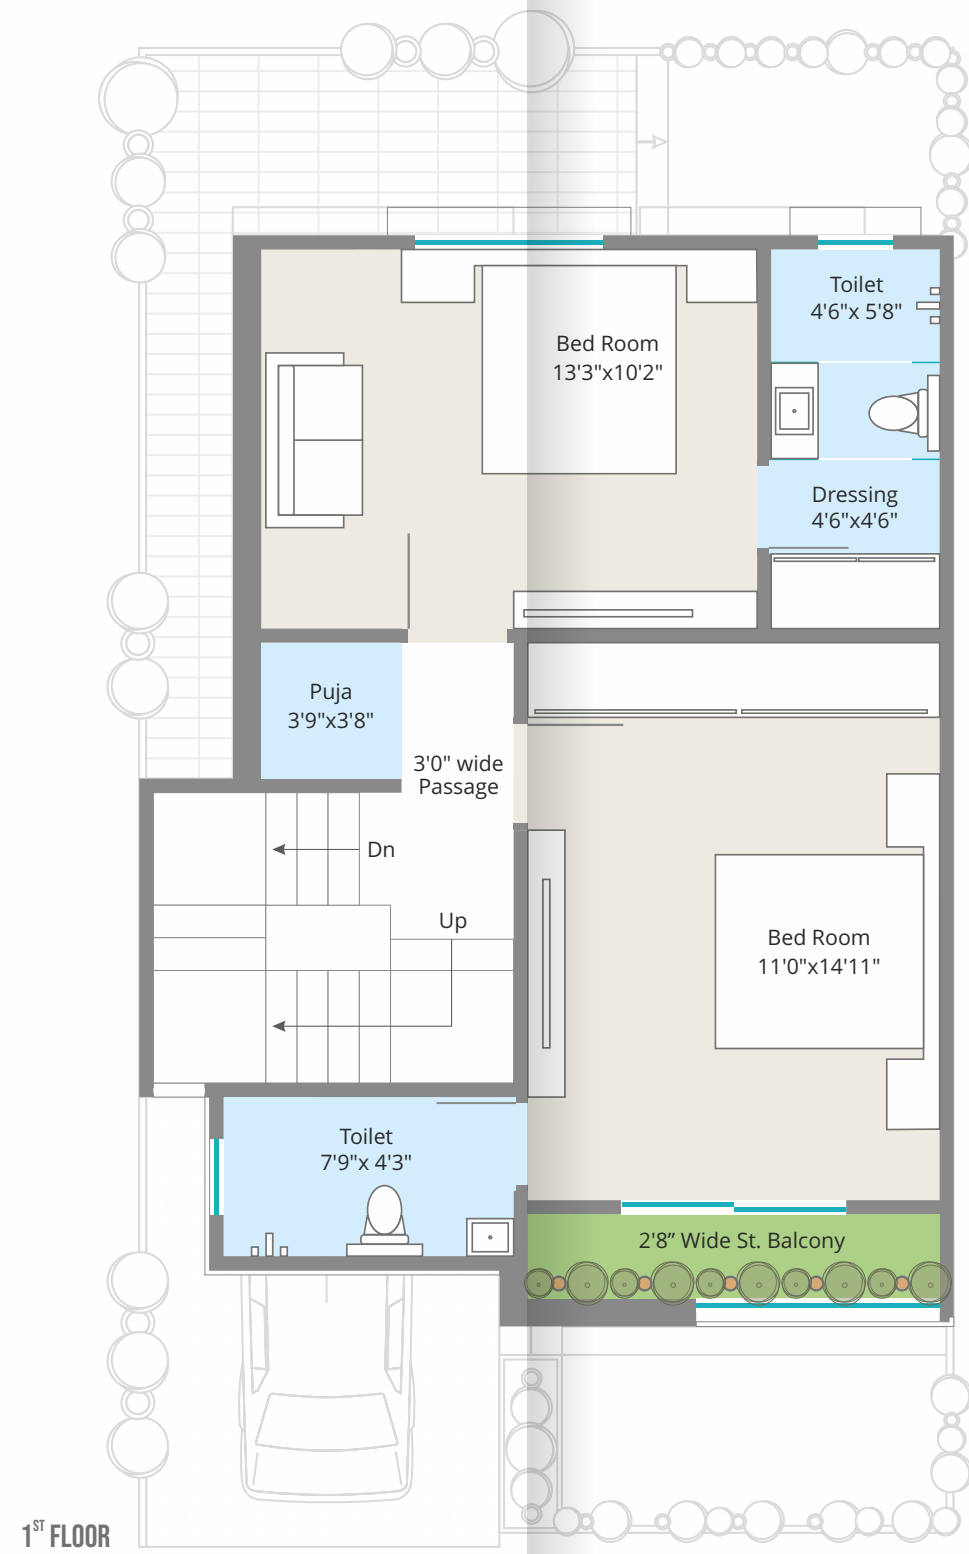 Toilet
4'6"x 5'8"
Bed Room
13'3"x10'2"
Dressing
4'6"x4'6"
Puja
3'9"x3'8"
3'0" wide
Passage
Dn
Up
Bed Room
11'0"x14'11"
Toilet
7'9"x 4'3"
2'8” Wide St. Balcony
1ST FLOOR